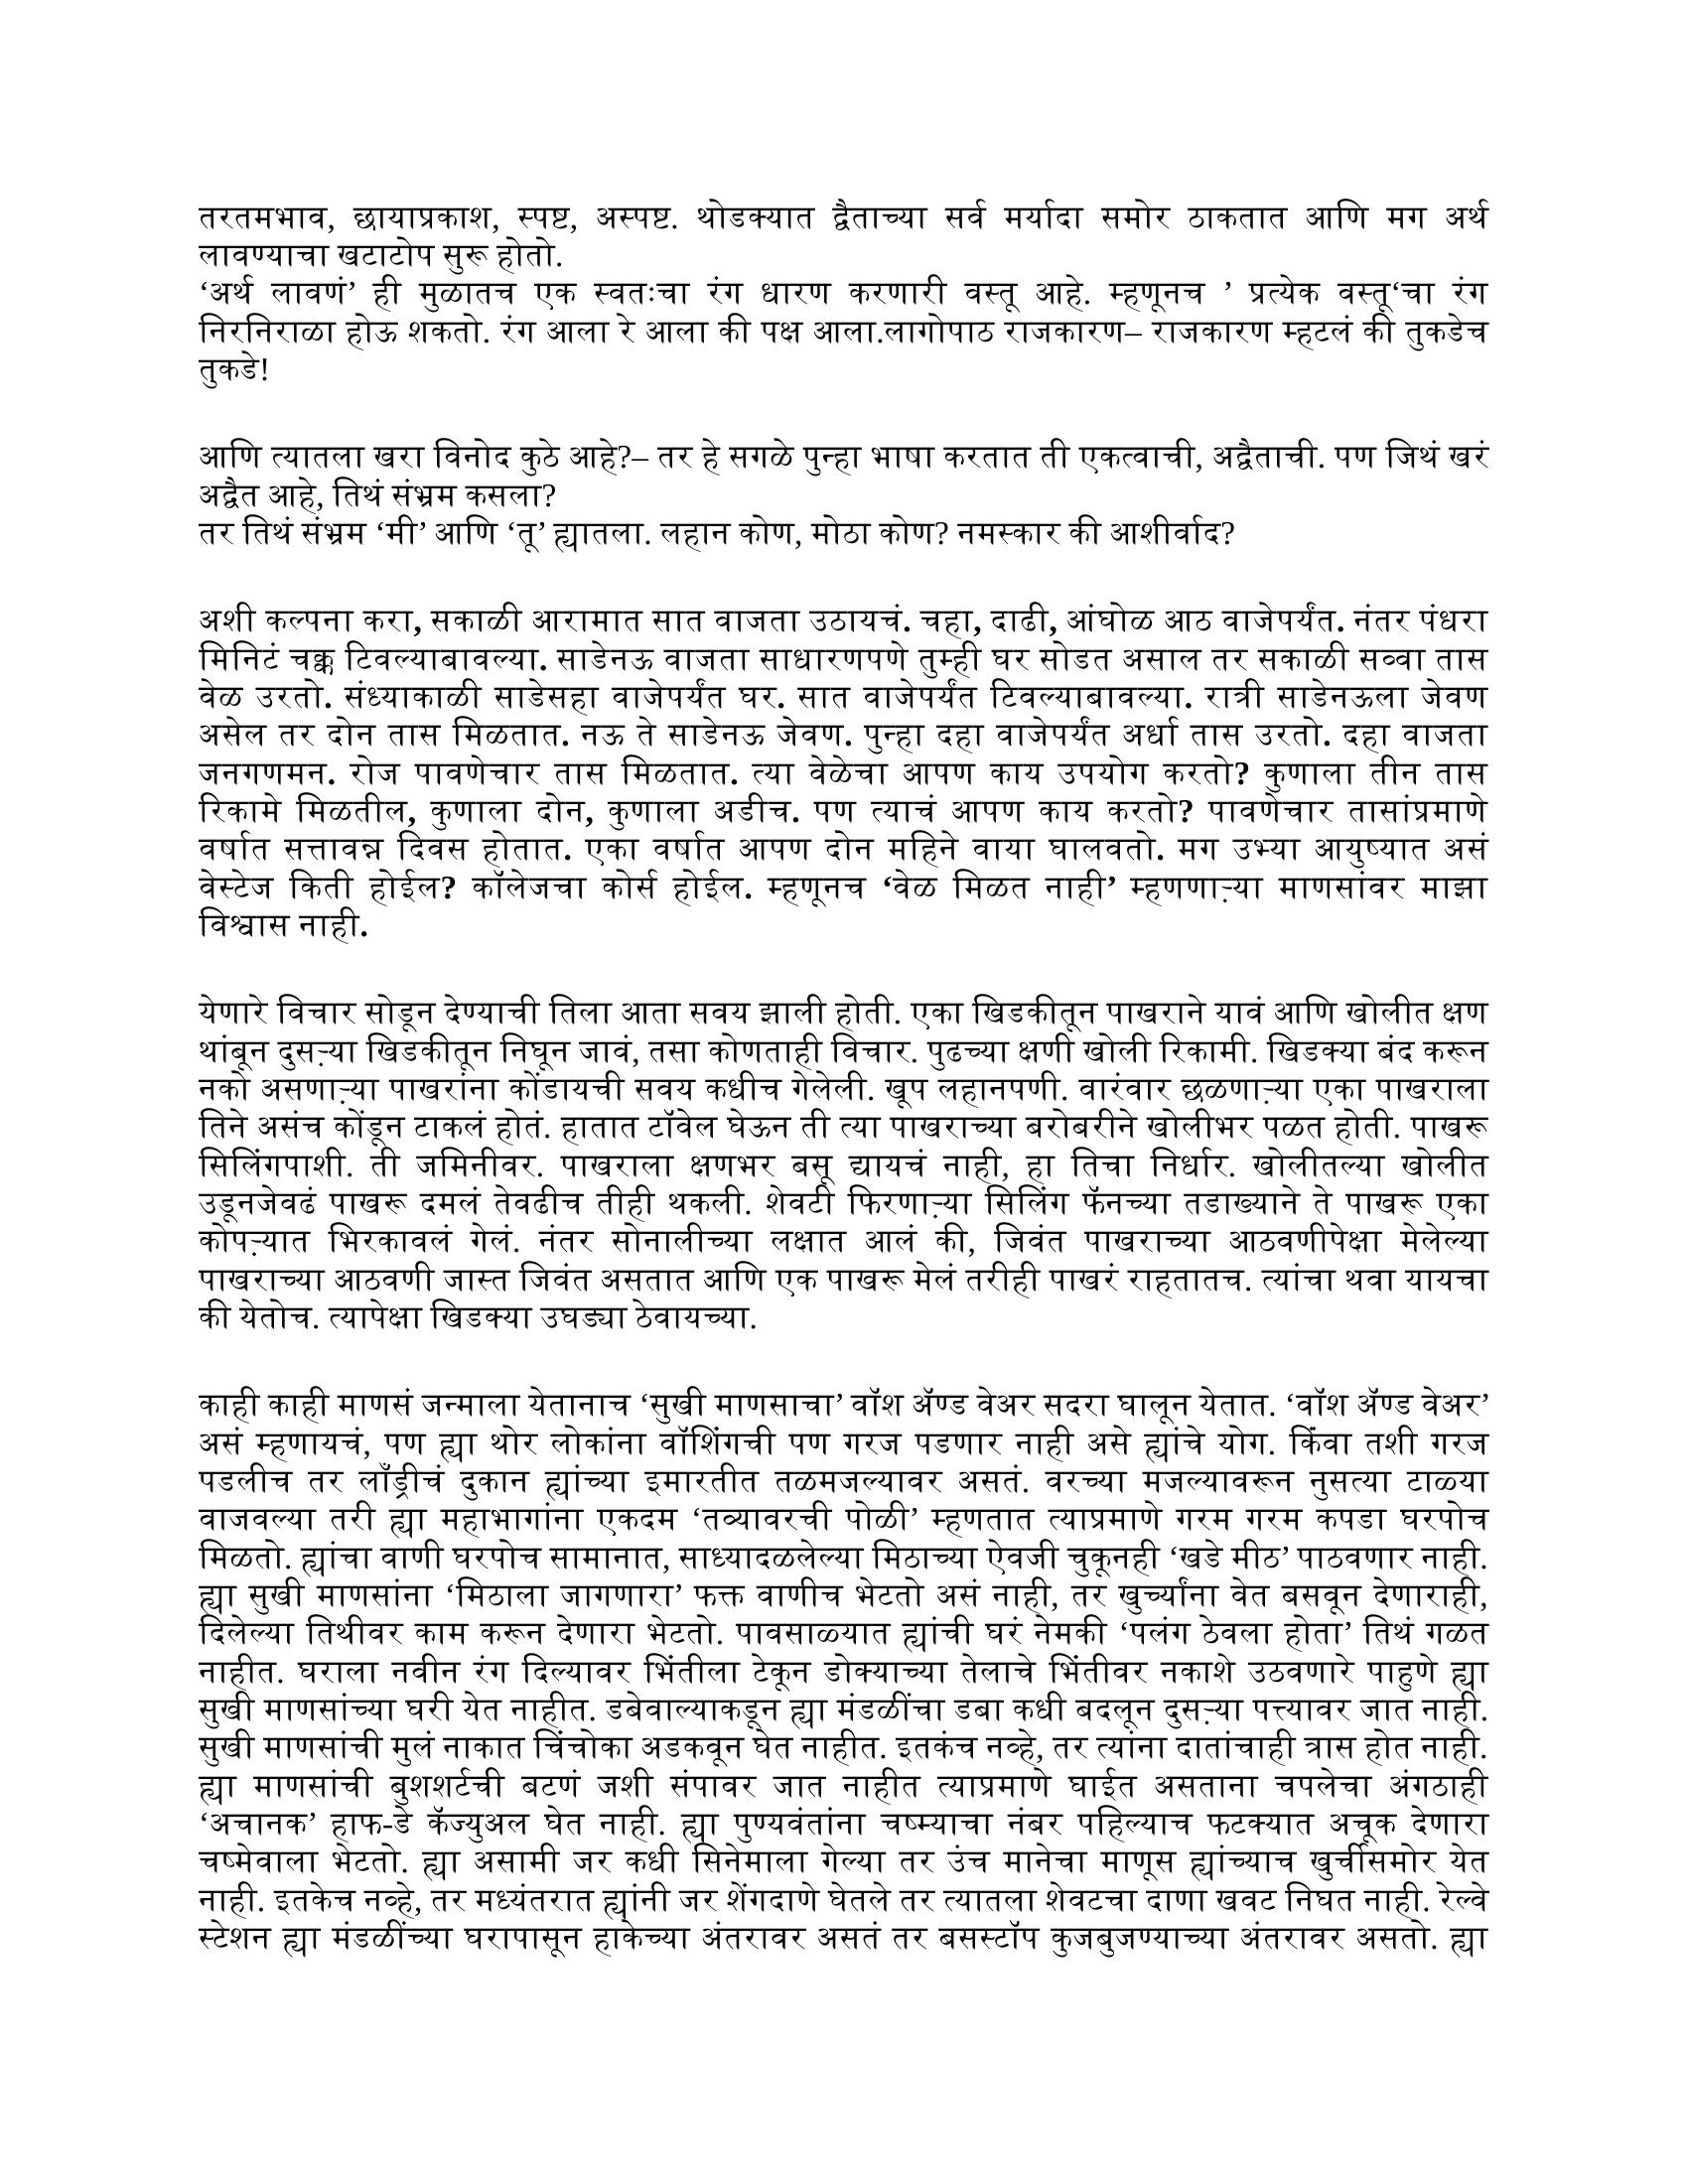 तरतमभाव, छायाप्रकाश, स्पष्ट, अस्पष्ट. थोडक्यात द्वैताच्या सर्व मर्यादा समोर ठाकतात आणि मग अर्थ
लावण्याचा खटाटोप सुरू होतो.
‘अर्थ लावणं’ ही मुळातच एक स्वतःचा रंग धारण करणारी वस्तू आहे. म्हणूनच ’ प्रत्येक वस्तू‘चा रंग
निरनिराळा होऊ शकतो. रंग आला रे आला की पक्ष आला.लागोपाठ राजकारण– राजकारण म्हटलं की तुकडेच
तुकडे!
आणि त्यातला खरा विनोद कुठे आहे?– तर हे सगळे पुन्हा भाषा करतात ती एकत्वाची, अद्वैताची. पण जिथं खरं
अद्वैत आहे, तिथं संभ्रम कसला?
तर तिथं संभ्रम ‘मी’ आणि ‘तू’ ह्यातला. लहान कोण, मोठा कोण? नमस्कार की आशीर्वाद?
अशी कल्पना करा, सकाळी आरामात सात वाजता उठायचं. चहा, दाढी, आंघोळ आठ वाजेपर्यंत. नंतर पंधरा
मिनिटं चक्क टिवल्याबावल्या. साडेनऊ वाजता साधारणपणे तुम्ही घर सोडत असाल तर सकाळी सव्वा तास
वेळ उरतो. संध्याकाळी साडेसहा वाजेपर्यंत घर. सात वाजेपर्यंत टिवल्याबावल्या. रात्री साडेनऊला जेवण
असेल तर दोन तास मिळतात. नऊ ते साडेनऊ जेवण. पुन्हा दहा वाजेपर्यंत अर्धा तास उरतो. दहा वाजता
जनगणमन. रोज पावणेचार तास मिळतात. त्या वेळेचा आपण काय उपयोग करतो? कुणाला तीन तास
रिकामे मिळतील, कुणाला दोन, कुणाला अडीच. पण त्याचं आपण काय करतो? पावणेचार तासांप्रमाणे
वर्षात सत्तावन्न दिवस होतात. एका वर्षात आपण दोन महिने वाया घालवतो. मग उभ्या आयुष्यात असं
वेस्टेज किती होईल? कॉलेजचा कोर्स होईल. म्हणूनच ‘वेळ मिळत नाही’ म्हणणाऱ्या माणसांवर माझा
विश्वास नाही.
येणारे विचार सोडून देण्याची तिला आता सवय झाली होती. एका खिडकीतून पाखराने यावं आणि खोलीत क्षण
थांबून दुसऱ्या खिडकीतून निघून जावं, तसा कोणताही विचार. पुढच्या क्षणी खोली रिकामी. खिडक्या बंद करून
नको असणाऱ्या पाखरांना कोंडायची सवय कधीच गेलेली. खूप लहानपणी. वारंवार छळणाऱ्या एका पाखराला
तिने असंच कोंडून टाकलं होतं. हातात टॉवेल घेऊन ती त्या पाखराच्या बरोबरीने खोलीभर पळत होती. पाखरू
सिलिंगपाशी. ती जमिनीवर. पाखराला क्षणभर बसू द्यायचं नाही, हा तिचा निर्धार. खोलीतल्या खोलीत
उडूनजेवढं पाखरू दमलं तेवढीच तीही थकली. शेवटी फिरणाऱ्या सिलिंग फॅनच्या तडाख्याने ते पाखरू एका
कोपऱ्यात भिरकावलं गेलं. नंतर सोनालीच्या लक्षात आलं की, जिवंत पाखराच्या आठवणीपेक्षा मेलेल्या
पाखराच्या आठवणी जास्त जिवंत असतात आणि एक पाखरू मेलं तरीही पाखरं राहतातच. त्यांचा थवा यायचा
की येतोच. त्यापेक्षा खिडक्या उघड्या ठेवायच्या.
काही काही माणसं जन्माला येतानाच ‘सुखी माणसाचा’ वॉश ॲण्ड वेअर सदरा घालून येतात. ‘वॉश ॲण्ड वेअर’
असं म्हणायचं, पण ह्या थोर लोकांना वॉशिंगची पण गरज पडणार नाही असे ह्यांचे योग. किंवा तशी गरज
पडलीच तर लाँड्रीचं दुकान ह्यांच्या इमारतीत तळमजल्यावर असतं. वरच्या मजल्यावरून नुसत्या टाळ्या
वाजवल्या तरी ह्या महाभागांना एकदम ‘तव्यावरची पोळी’ म्हणतात त्याप्रमाणे गरम गरम कपडा घरपोच
मिळतो. ह्यांचा वाणी घरपोच सामानात, साध्यादळलेल्या मिठाच्या ऐवजी चुकूनही ‘खडे मीठ’ पाठवणार नाही.
ह्या सुखी माणसांना ‘मिठाला जागणारा’ फक्त वाणीच भेटतो असं नाही, तर खुर्च्यांना वेत बसवून देणाराही,
दिलेल्या तिथीवर काम करून देणारा भेटतो. पावसाळ्यात ह्यांची घरं नेमकी ‘पलंग ठेवला होता’ तिथं गळत
नाहीत. घराला नवीन रंग दिल्यावर भिंतीला टेकून डोक्याच्या तेलाचे भिंतीवर नकाशे उठवणारे पाहुणे ह्या
सुखी माणसांच्या घरी येत नाहीत. डबेवाल्याकडून ह्या मंडळींचा डबा कधी बदलून दुसऱ्या पत्त्यावर जात नाही.
सुखी माणसांची मुलं नाकात चिंचोका अडकवून घेत नाहीत. इतकंच नव्हे, तर त्यांना दातांचाही त्रास होत नाही.
ह्या माणसांची बुशशर्टची बटणं जशी संपावर जात नाहीत त्याप्रमाणे घाईत असताना चपलेचा अंगठाही
‘अचानक’ हाफ-डे कॅज्युअल घेत नाही. ह्या पुण्यवंतांना चष्म्याचा नंबर पहिल्याच फटक्यात अचूक देणारा
चष्मेवाला भेटतो. ह्या असामी जर कधी सिनेमाला गेल्या तर उंच मानेचा माणूस ह्यांच्याच खुर्चीसमोर येत
नाही. इतकेच नव्हे, तर मध्यंतरात ह्यांनी जर शेंगदाणे घेतले तर त्यातला शेवटचा दाणा खवट निघत नाही. रेल्वे
स्टेशन ह्या मंडळींच्या घरापासून हाकेच्या अंतरावर असतं तर बसस्टॉप कुजबुजण्याच्या अंतरावर असतो. ह्या